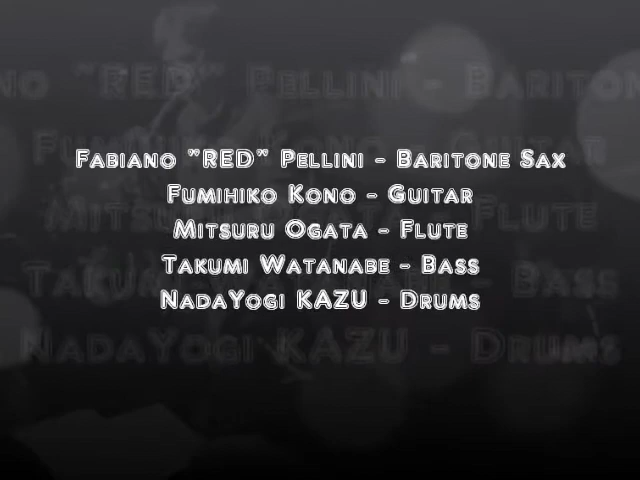 Fabiano "RED" Pellini - Baritone Sax
Fumihiko Kono - Guitar
Mitsuru Ogata - Flute
Takumi Watanabe - Bass
NadaYogi KAZU - Drums